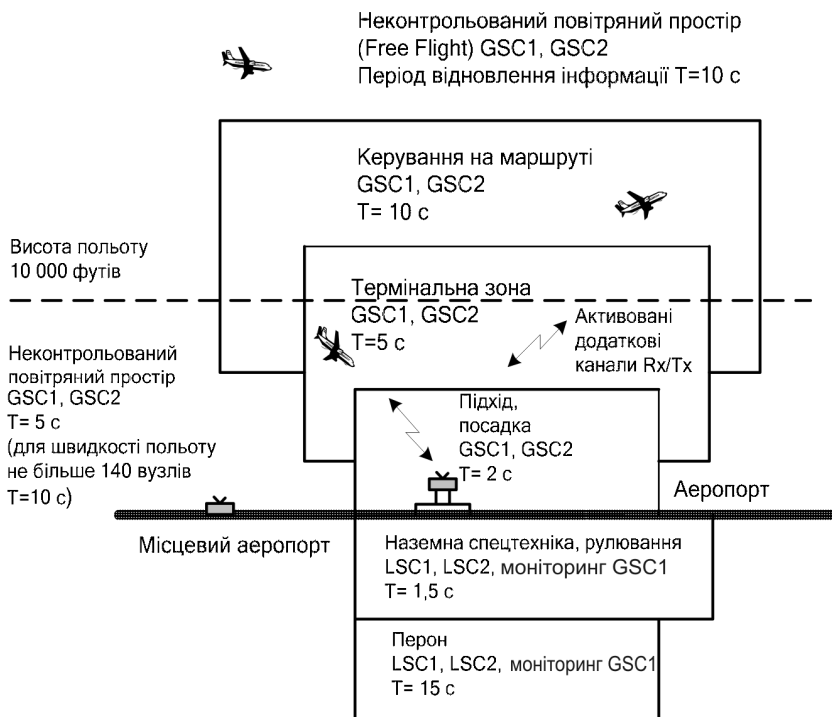 Неконтрольований повітряний простір
(Free Flight) GSC1, GSC2
Період відновлення інформації T=10 с
Керування на маршруті
GSC1, GSC2
T= 10 с
Висота польоту
10 000 футів
Термінальна зона
GSC1, GSC2
T=5 с
Активовані
додаткові
канали Rx/Tx
Неконтрольований
повітряний простір
GSC1, GSC2
T= 5 с
(для швидкості польоту
не більше 140 вузлів
T=10 с)
Підхід,
посадка
GSC1, GSC2
T= 2 с
Аеропорт
Місцевий аеропорт
Наземна спецтехніка, рулювання
LSC1, LSC2, моніторинг GSC1
T= 1,5 с
Перон
LSC1, LSC2, моніторинг GSC1
T= 15 с